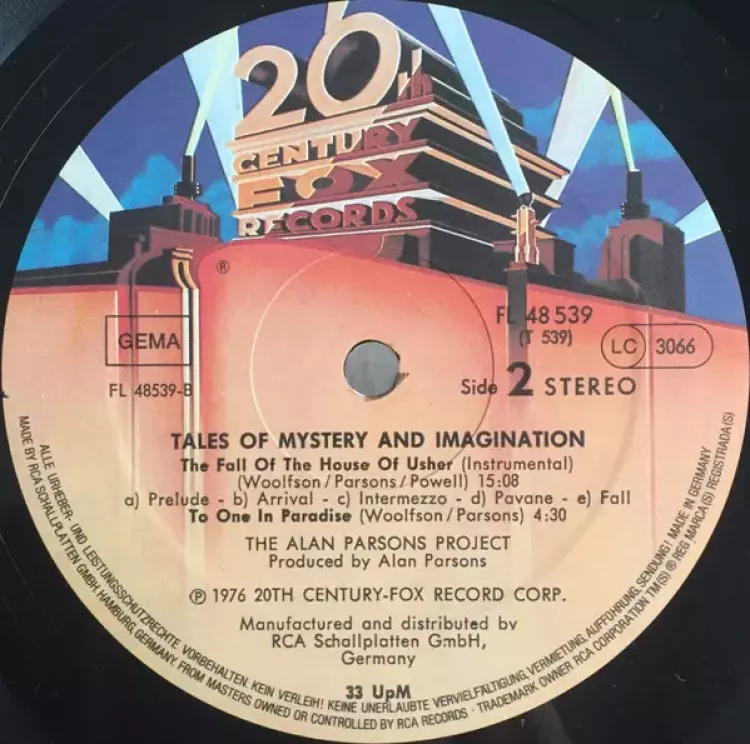 20th
CENTURY
FOX
RECORDS
®
GEMA
FL 48539-B
FL 48 539
(T 539)
LC 3066
Side 2 STEREO
TALES OF MYSTERY AND IMAGINATION
The Fall Of The House Of Usher (Instrumental)
(Woolfson/Parsons/Powell) 15:08
a) Prelude - b) Arrival - c) Intermezzo - d) Pavane - e) Fall
To One In Paradise (Woolfson/Parsons) 4:30
THE ALAN PARSONS PROJECT
Produced by Alan Parsons
℗ 1976 20TH CENTURY-FOX RECORD CORP.
Manufactured and distributed by
RCA Schallplatten GmbH,
Germany
33 UpM
ALLE URHEBER- UND LEISTUNGSSCHUTZRECHTE VORBEHALTEN. KEIN VERLEIH! KEINE UNERLAUBTE VERVIELFÄLTIGUNG, VERMIETUNG, AUFFÜHRUNG, SENDUNG! MADE IN GERMANY
MADE BY RCA SCHALLPLATTEN GMBH, HAMBURG, GERMANY, FROM MASTERS OWNED OR CONTROLLED BY RCA RECORDS · TRADEMARK OWNER RCA CORPORATION TM(S) ® REG. MARCA(S) REGISTRADA(S)